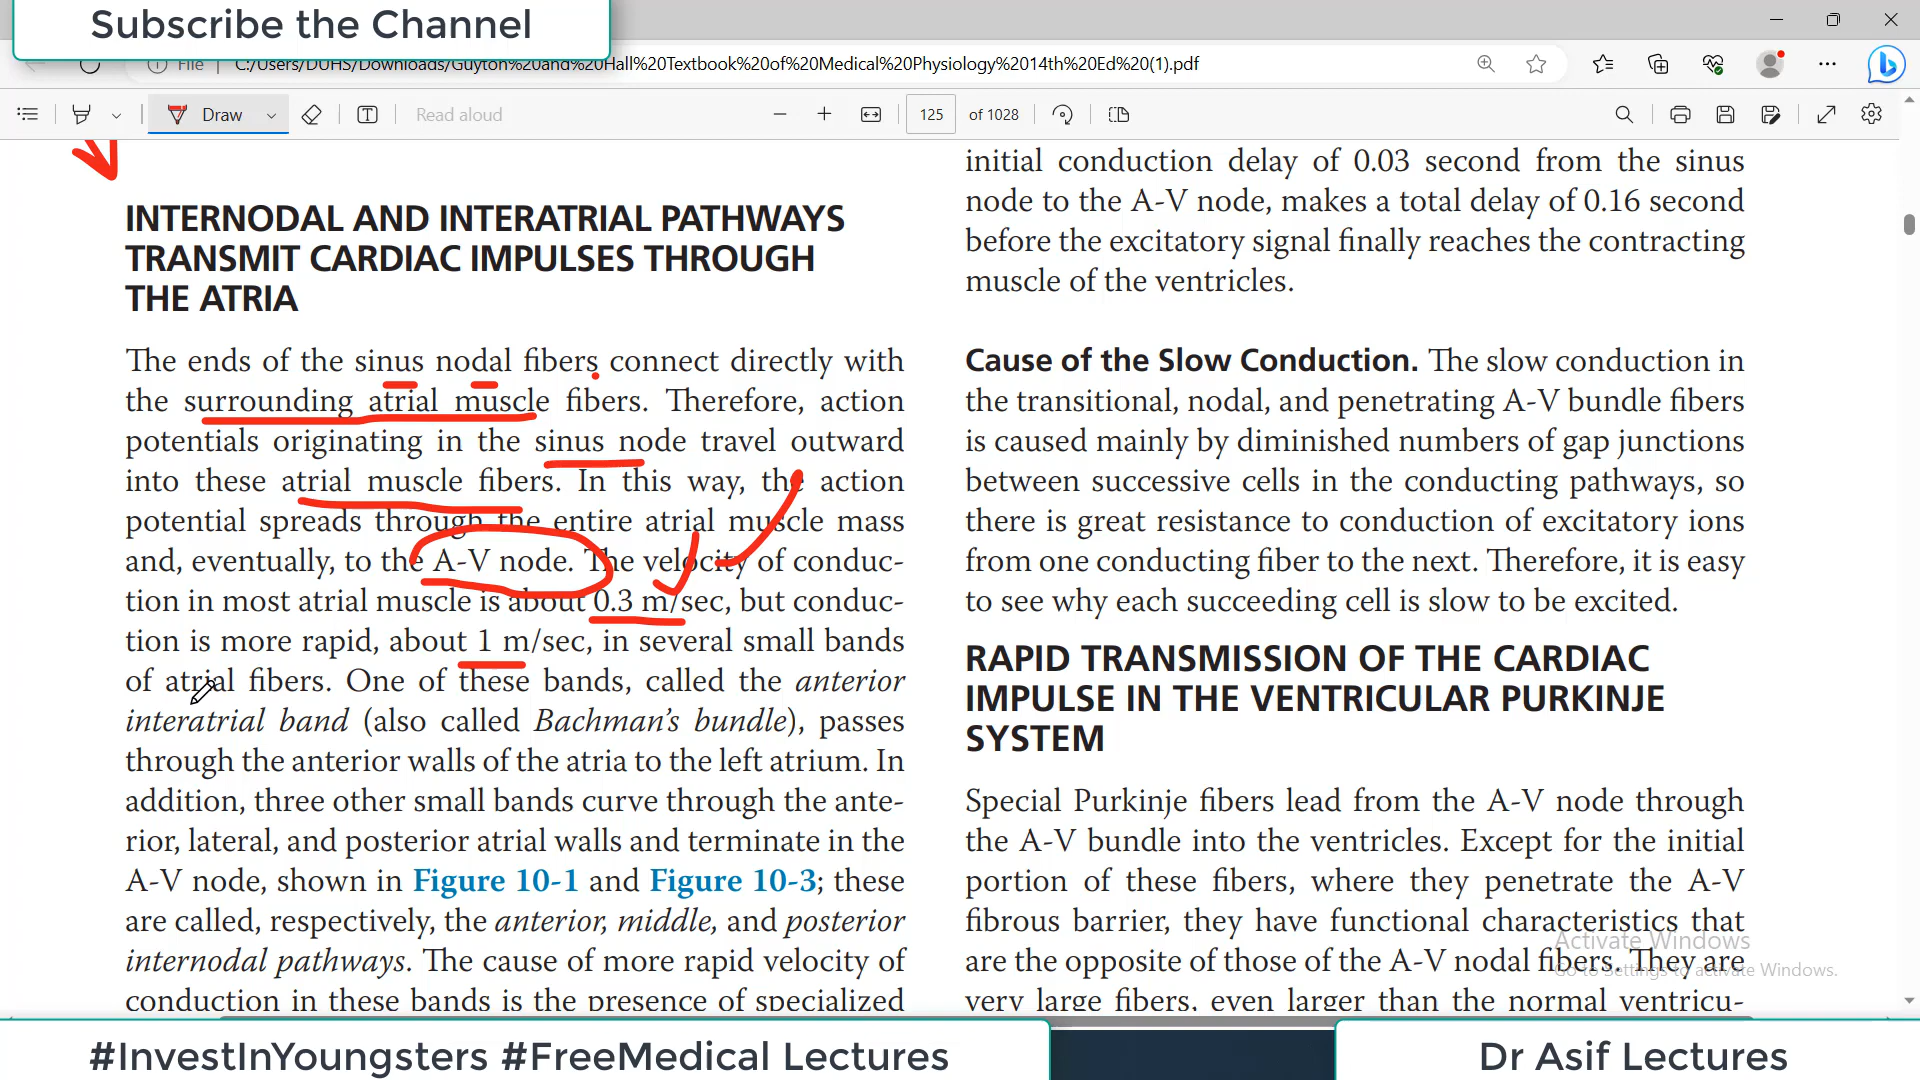 Subscribe the Channel
File
C:/Users/DUHS/Downloads/Guyton%20and%20Hall%20Textbook%20of%20Medical%20Physiology%2014th%20Ed%20(1).pdf
Draw
Read aloud
125 of 1028
INTERNODAL AND INTERATRIAL PATHWAYS
TRANSMIT CARDIAC IMPULSES THROUGH
THE ATRIA
The ends of the sinus nodal fibers connect directly with
the surrounding atrial muscle fibers. Therefore, action
potentials originating in the sinus node travel outward
into these atrial muscle fibers. In this way, the action
potential spreads through the entire atrial muscle mass
and, eventually, to the A-V node. The velocity of conduc-
tion in most atrial muscle is about 0.3 m/sec, but conduc-
tion is more rapid, about 1 m/sec, in several small bands
of atrial fibers. One of these bands, called the anterior
interatrial band (also called Bachman's bundle), passes
through the anterior walls of the atria to the left atrium. In
addition, three other small bands curve through the ante-
rior, lateral, and posterior atrial walls and terminate in the
A-V node, shown in Figure 10-1 and Figure 10-3; these
are called, respectively, the anterior, middle, and posterior
internodal pathways. The cause of more rapid velocity of
conduction in these bands is the presence of specialized
initial conduction delay of 0.03 second from the sinus
node to the A-V node, makes a total delay of 0.16 second
before the excitatory signal finally reaches the contracting
muscle of the ventricles.
Cause of the Slow Conduction. The slow conduction in
the transitional, nodal, and penetrating A-V bundle fibers
is caused mainly by diminished numbers of gap junctions
between successive cells in the conducting pathways, so
there is great resistance to conduction of excitatory ions
from one conducting fiber to the next. Therefore, it is easy
to see why each succeeding cell is slow to be excited.
RAPID TRANSMISSION OF THE CARDIAC
IMPULSE IN THE VENTRICULAR PURKINJE
SYSTEM
Special Purkinje fibers lead from the A-V node through
the A-V bundle into the ventricles. Except for the initial
portion of these fibers, where they penetrate the A-V
fibrous barrier, they have functional characteristics that
are the opposite of those of the A-V nodal fibers. They are
very large fibers, even larger than the normal ventricu-
Activate Windows
Go to Settings to activate Windows.
#InvestInYoungsters #FreeMedical Lectures
Dr Asif Lectures